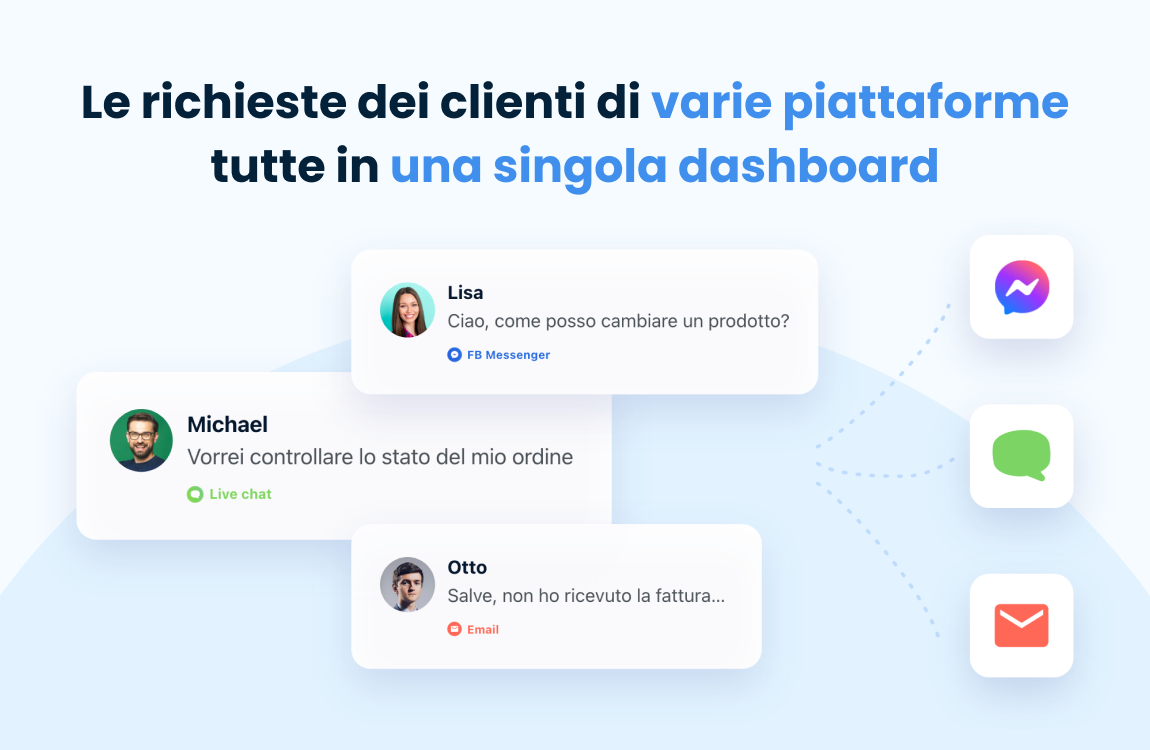 Le richieste dei clienti di varie piattaforme
tutte in una singola dashboard
Lisa
Ciao, come posso cambiare un prodotto?
FB Messenger
Michael
Vorrei controllare lo stato del mio ordine
Live chat
Otto
Salve, non ho ricevuto la fattura...
Email